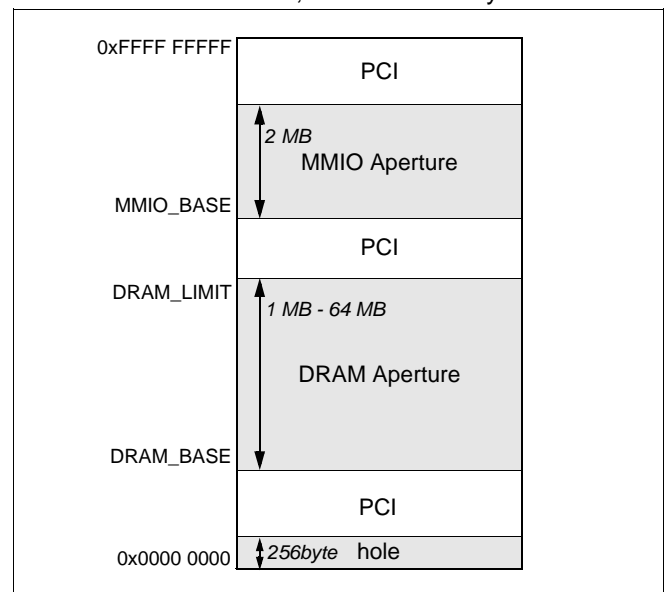 0xFFFF FFFFF
PCI
2 MB
MMIO Aperture
MMIO_BASE
PCI
DRAM_LIMIT
1 MB - 64 MB
DRAM Aperture
DRAM_BASE
PCI
256byte hole
0x0000 0000